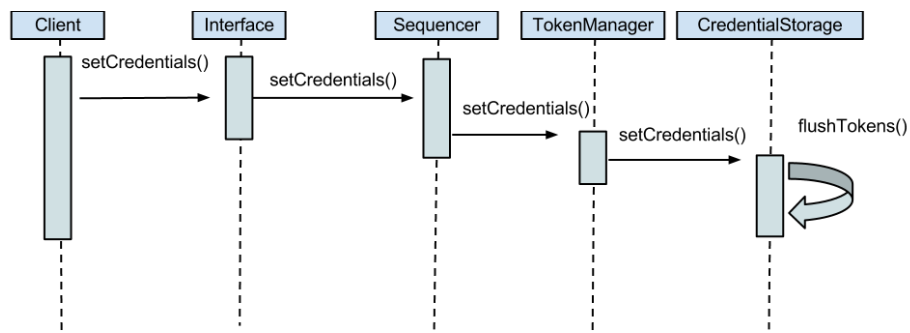 Client
Interface
Sequencer
TokenManager
CredentialStorage
setCredentials()
setCredentials()
setCredentials()
setCredentials()
flushTokens()